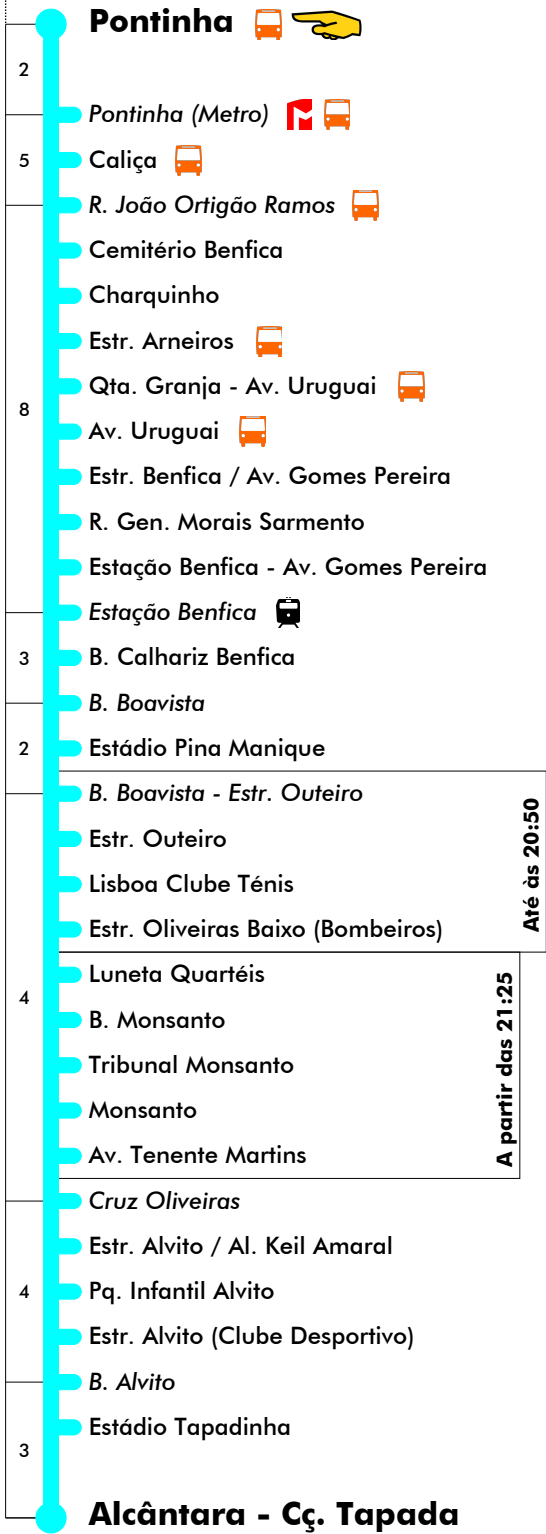 Pontinha
2
Pontinha (Metro)
5
Caliça
R. João Ortigão Ramos
Cemitério Benfica
Charquinho
Estr. Arneiros
Qta. Granja - Av. Uruguai
8
Av. Uruguai
Estr. Benfica / Av. Gomes Pereira
R. Gen. Morais Sarmento
Estação Benfica - Av. Gomes Pereira
Estação Benfica
3
B. Calhariz Benfica
B. Boavista
2
Estádio Pina Manique
B. Boavista - Estr. Outeiro
Estr. Outeiro
Lisboa Clube Ténis
Estr. Oliveiras Baixo (Bombeiros)
Até às 20:50
Luneta Quartéis
4
B. Monsanto
Tribunal Monsanto
Monsanto
Av. Tenente Martins
A partir das 21:25
Cruz Oliveiras
Estr. Alvito / Al. Keil Amaral
4
Pq. Infantil Alvito
Estr. Alvito (Clube Desportivo)
B. Alvito
Estádio Tapadinha
3
Alcântara - Cç. Tapada